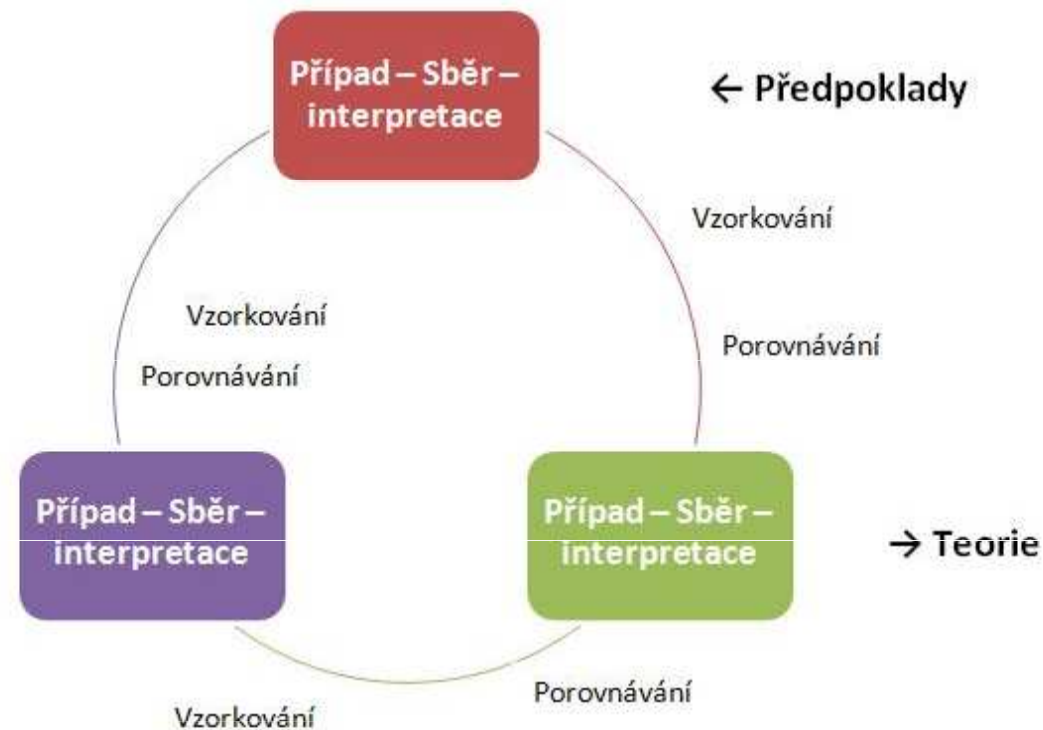 Případ – Sběr –
interpretace
← Předpoklady
Vzorkování
Porovnávání
Vzorkování
Porovnávání
Případ – Sběr –
interpretace
Případ – Sběr –
interpretace
→ Teorie
Porovnávání
Vzorkování